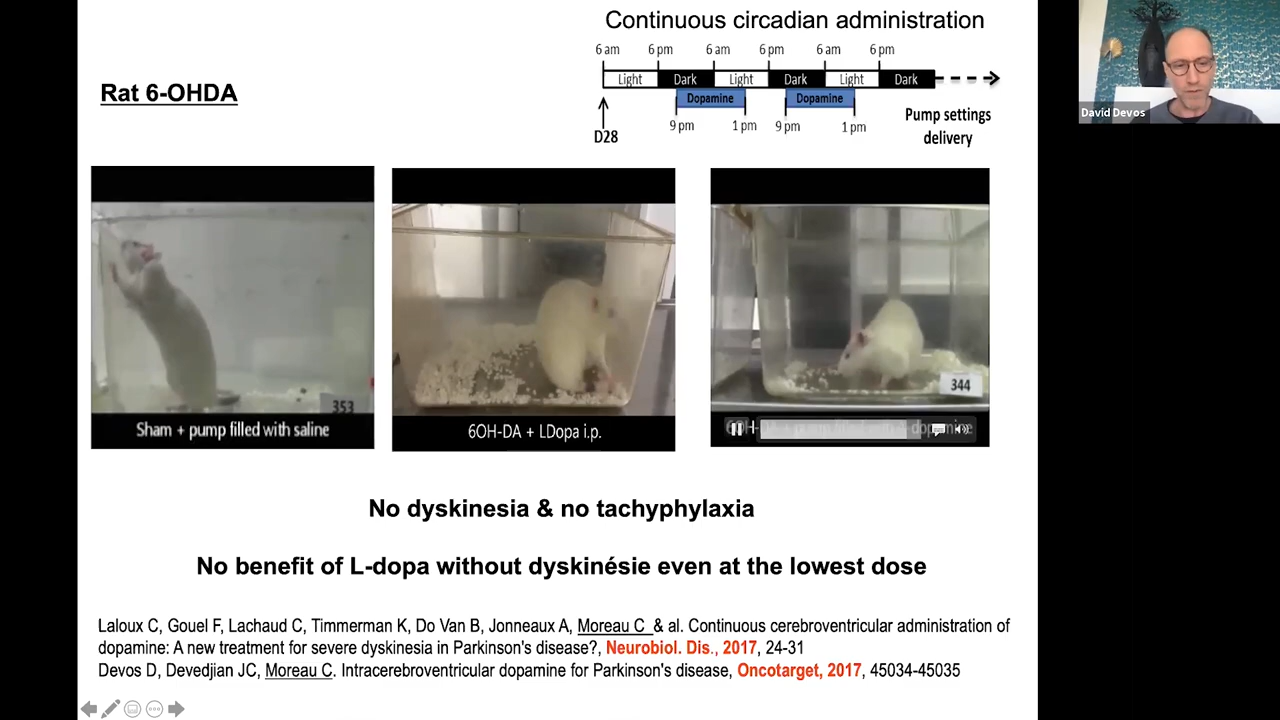 Continuous circadian administration
6 am 6 pm 6 am 6 pm 6 am 6 pm
Rat 6-OHDA
Light Dark Light Dark Light Dark
Dopamine Dopamine
David Devos
Pump settings
delivery
9 pm 1 pm 9 pm 1 pm
D28
344
353
Sham + pump filled with saline
6OH-DA + LDopa i.p.
No dyskinesia & no tachyphylaxia
No benefit of L-dopa without dyskinésie even at the lowest dose
Laloux C, Gouel F, Lachaud C, Timmerman K, Do Van B, Jonneaux A, Moreau C & al. Continuous cerebroventricular administration of
dopamine: A new treatment for severe dyskinesia in Parkinson's disease?, Neurobiol. Dis., 2017, 24-31
Devos D, Devedjian JC, Moreau C. Intracerebroventricular dopamine for Parkinson's disease, Oncotarget, 2017, 45034-45035